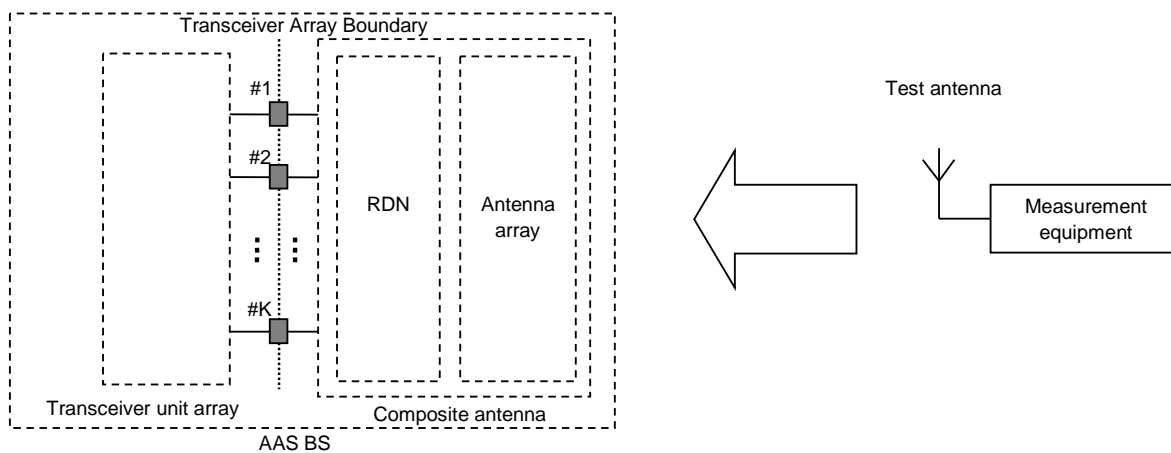 Transceiver Array Boundary
#1
#2
#K
RDN
Antenna
array
Transceiver unit array
Composite antenna
AAS BS
Test antenna
Measurement
equipment